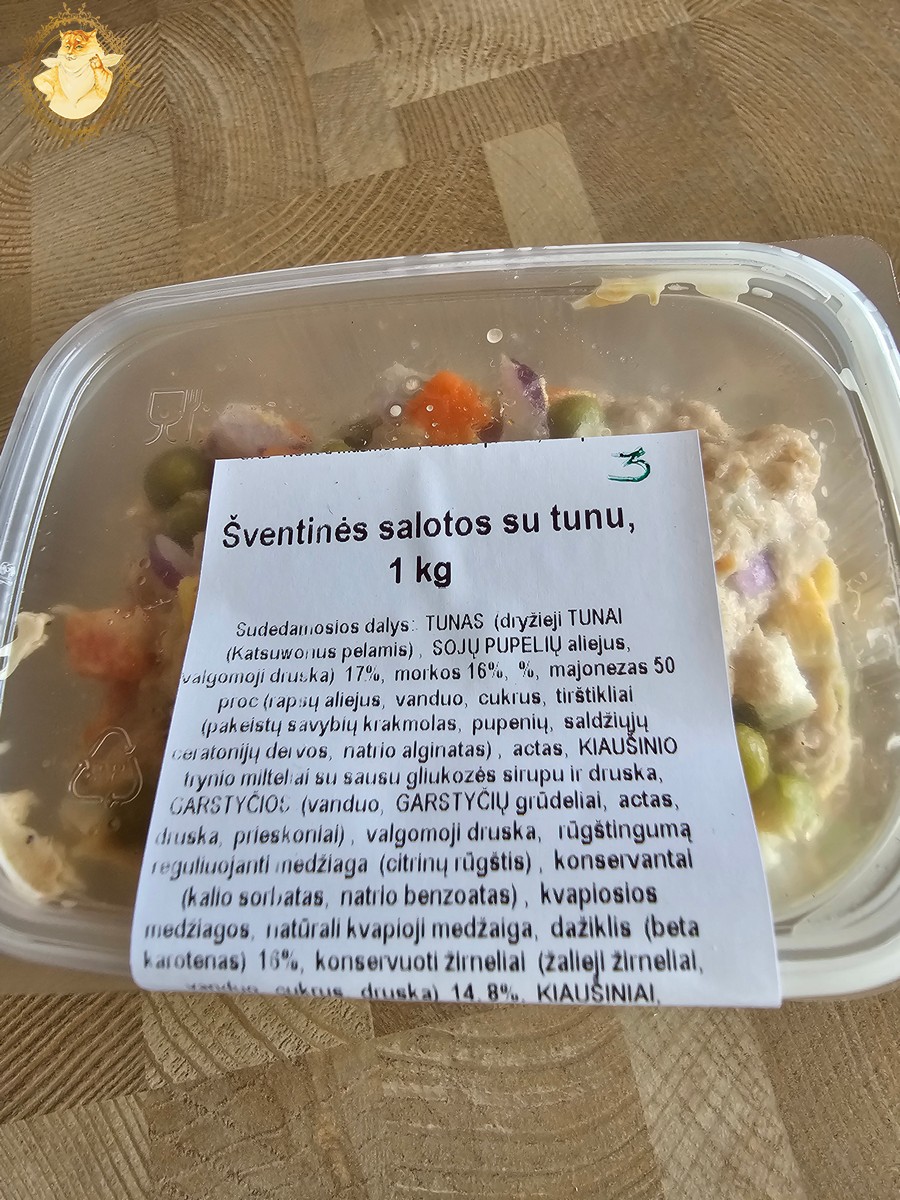 3
Šventinės salotos su tunu,
1 kg
Sudedamosios dalys: TUNAS (dryžieji TUNAI
(Katsuwonus pelamis), SOJŲ PUPELIŲ aliejus,
valgomoji druska) 17%, morkos 16%, %, majonezas 50
proc (rapsų aliejus, vanduo, cukrus, tirštikliai
(pakeistų savybių krakmolas, pupenių, saldžiųjų
ceratonijų dervos, natrio alginatas), actas, KIAUŠINIO
trynio milteliai su sausu gliukozės sirupu ir druska,
GARSTYČIOS (vanduo, GARSTYČIŲ grūdeliai, actas,
druska, prieskoniai), valgomoji druska, rūgštingumą
reguliuojanti medžiaga (citrinų rūgštis), konservantai
(kalio sorbatas, natrio benzoatas), kvapiosios
medžiagos, natūrali kvapioji medžaiga, dažiklis (beta
karotenas) 16%, konservuoti žirneliai (žalieji žirneliai,
vanduo, cukrus, druska) 14,8%, KIAUŠINIAI,